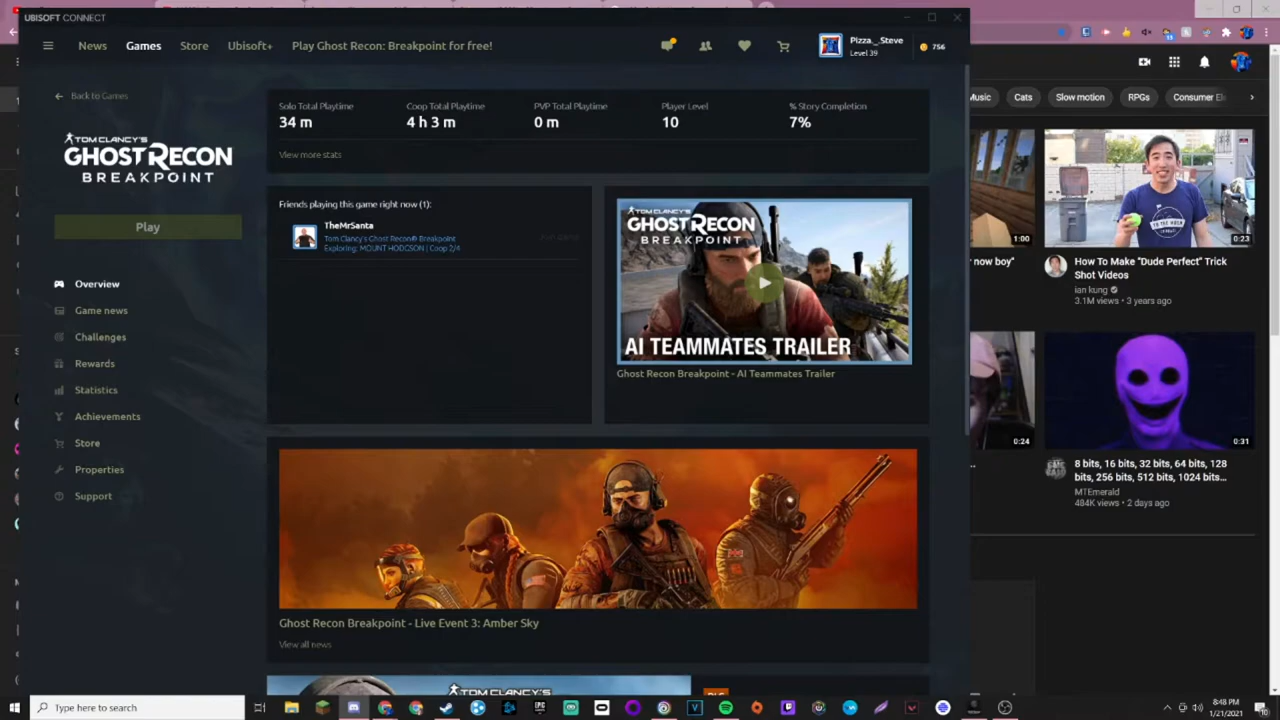 UBISOFT CONNECT
News
Games
Store
Ubisoft+
Play Ghost Recon: Breakpoint for free!
Pizza._.Steve
Level 39
756
Back to Games
TOM CLANCY'S
GHOST RECON
BREAKPOINT
Play
Overview
Game news
Challenges
Rewards
Statistics
Achievements
Store
Properties
Support
Solo Total Playtime
34 m
Coop Total Playtime
4 h 3 m
PVP Total Playtime
0 m
Player Level
10
% Story Completion
7%
View more stats
Friends playing this game right now (1):
TheMrSanta
Tom Clancy's Ghost Recon® Breakpoint
Exploring: MOUNT HODGSON | Coop 2/4
TOM CLANCY'S
GHOST RECON
BREAKPOINT
AI TEAMMATES TRAILER
Ghost Recon Breakpoint - AI Teammates Trailer
Ghost Recon Breakpoint - Live Event 3: Amber Sky
View all news
TOM CLANCY'S
DLC
Music
Cats
Slow motion
RPGs
Consumer El
1:00
0:23
now boy"
How To Make "Dude Perfect" Trick
Shot Videos
ian kung
3.1M views • 3 years ago
0:24
0:31
8 bits, 16 bits, 32 bits, 64 bits, 128
bits, 256 bits, 512 bits, 1024 bits...
MTEmerald
484K views • 2 days ago
Type here to search
8:48 PM
1/21/2021